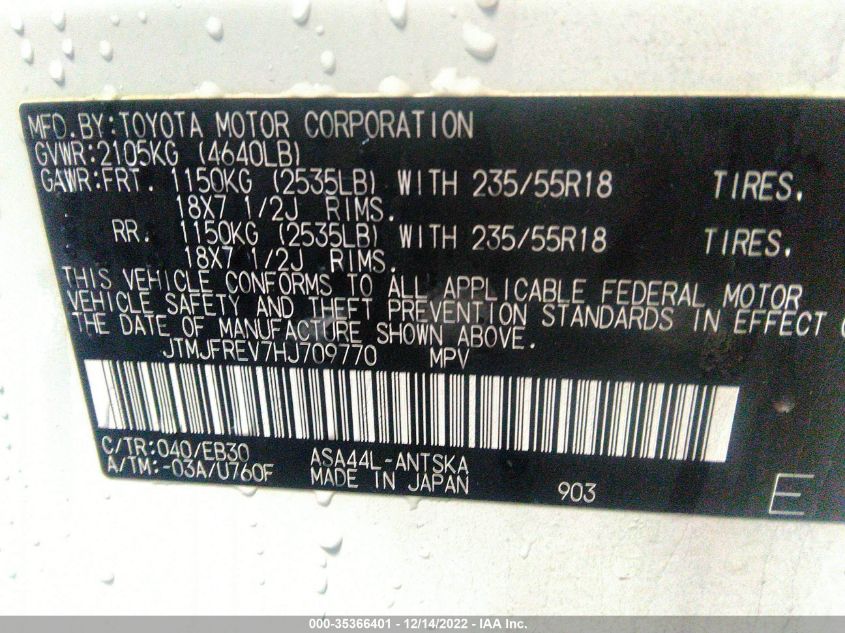 MFD.BY:TOYOTA MOTOR CORPORATION
GVWR:2105KG (4640LB)
GAWR:FRT. 1150KG (2535LB) WITH 235/55R18 TIRES.
18X7 1/2J RIMS.
RR. 1150KG (2535LB) WITH 235/55R18 TIRES.
18X7 1/2J RIMS.
THIS VEHICLE CONFORMS TO ALL APPLICABLE FEDERAL MOTOR
VEHICLE SAFETY AND THEFT PREVENTION STANDARDS IN EFFECT
THE DATE OF MANUFACTURE SHOWN ABOVE.
JTMJFREV7HJ709770 MPV
C/TR:040/EB30 ASA44L-ANTSKA
A/TM:-03A/U760F MADE IN JAPAN 903 E
000-35366401 - 12/14/2022 - IAA Inc.